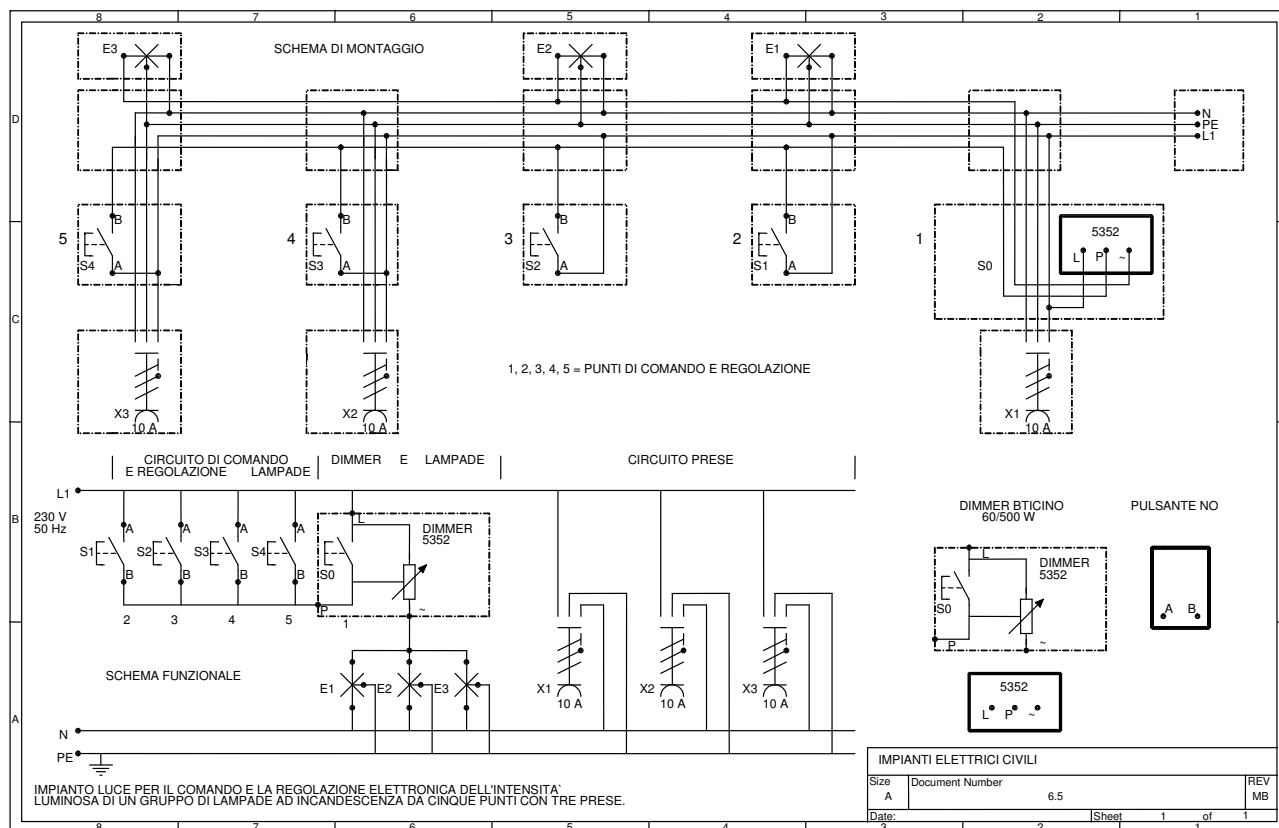 8 7 6 5 4 3 2 1
E3 SCHEMA DI MONTAGGIO E2 E1
D
N
PE
L1
B B B B
5 4 3 2 1 5352
S4 A S3 A S2 A S1 A S0 L P ~
C
1, 2, 3, 4, 5 = PUNTI DI COMANDO E REGOLAZIONE
X3 X2 X1
10 A 10 A 10 A
CIRCUITO DI COMANDO
E REGOLAZIONE LAMPADE
DIMMER E LAMPADE
CIRCUITO PRESE
L1
B
230 V
50 Hz
A A A A L
DIMMER
5352
S1 S2 S3 S4 S0
B B B B
P ~
2 3 4 5 1
DIMMER BTICINO
60/500 W
PULSANTE NO
L
DIMMER
5352
S0
P ~
A B
SCHEMA FUNZIONALE
E1 E2 E3
X1 X2 X3
10 A 10 A 10 A
5352
L P ~
A
N
PE
IMPIANTO LUCE PER IL COMANDO E LA REGOLAZIONE ELETTRONICA DELL'INTENSITA`
LUMINOSA DI UN GRUPPO DI LAMPADE AD INCANDESCENZA DA CINQUE PUNTI CON TRE PRESE.
IMPIANTI ELETTRICI CIVILI
Size Document Number REV
A 6.5 MB
Date: Sheet 1 of 1
8 7 6 5 4 3 2 1